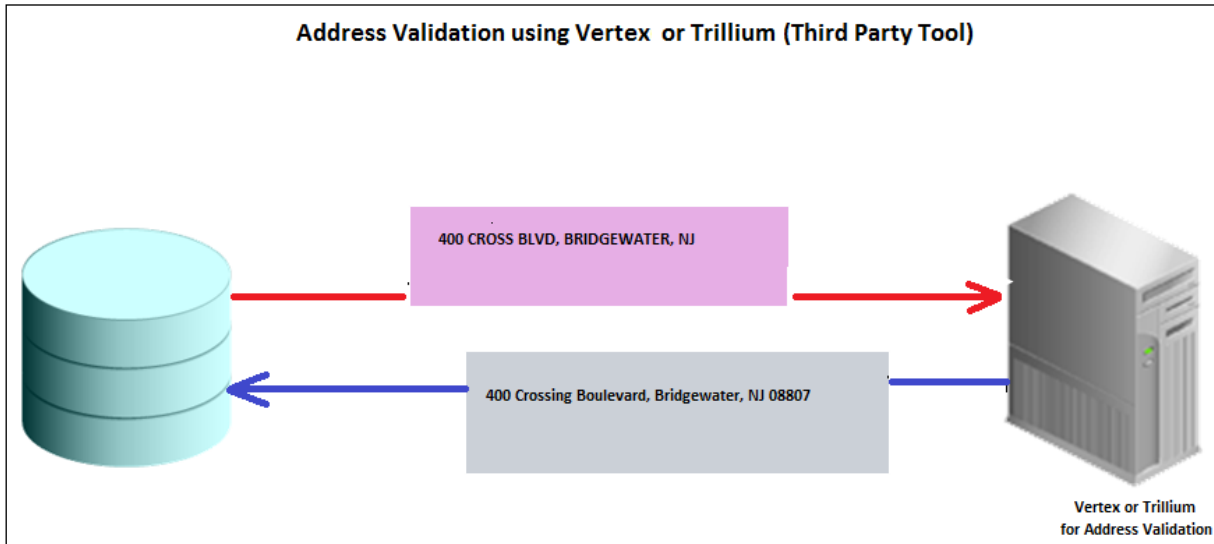 Address Validation using Vertex or Trillium (Third Party Tool)
400 CROSS BLVD, BRIDGEWATER, NJ
400 Crossing Boulevard, Bridgewater, NJ 08807
Vertex or Trillium
for Address Validation